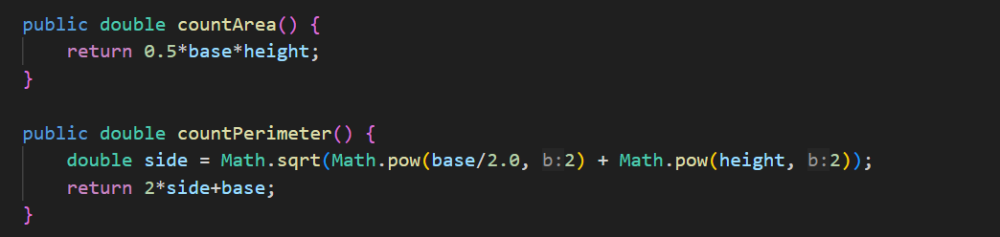 public double countArea() {
    return 0.5*base*height;
}

public double countPerimeter() {
    double side = Math.sqrt(Math.pow(base/2.0, b:2) + Math.pow(height, b:2));
    return 2*side+base;
}